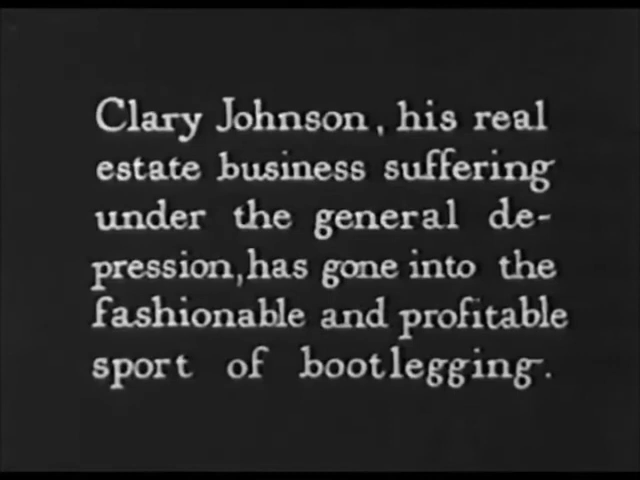 Clary Johnson, his real
estate business suffering
under the general de-
pression, has gone into the
fashionable and profitable
sport of bootlegging.